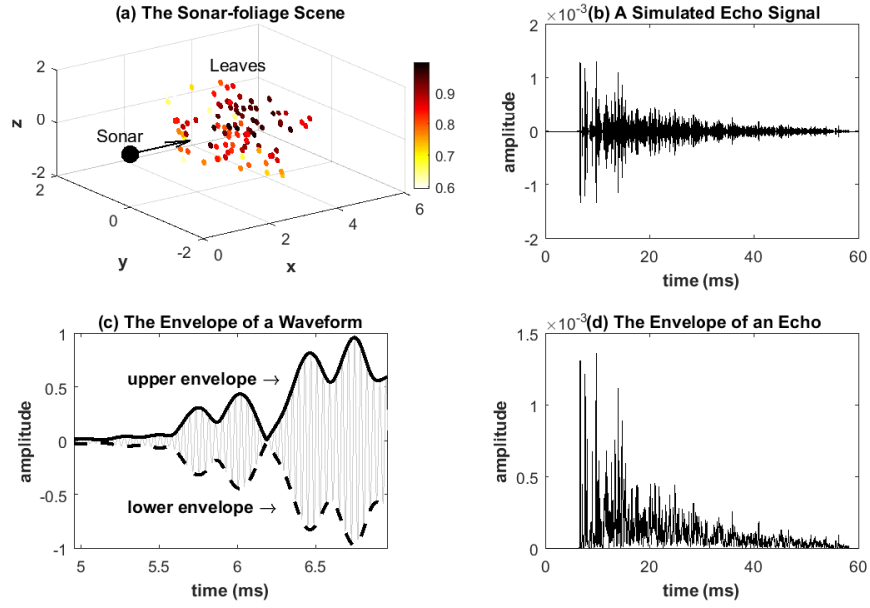 (a) The Sonar-foliage Scene
Leaves
Sonar
z
2
0
-2
2
0
-2
y
0
2
4
6
x
0.9
0.8
0.7
0.6
(b) A Simulated Echo Signal
×10⁻³
amplitude
2
1
0
-1
-2
0 20 40 60
time (ms)
(c) The Envelope of a Waveform
upper envelope →
lower envelope →
amplitude
1
0.5
0
-0.5
-1
5 5.5 6 6.5
time (ms)
(d) The Envelope of an Echo
×10⁻³
amplitude
1.5
1
0.5
0
0 20 40 60
time (ms)